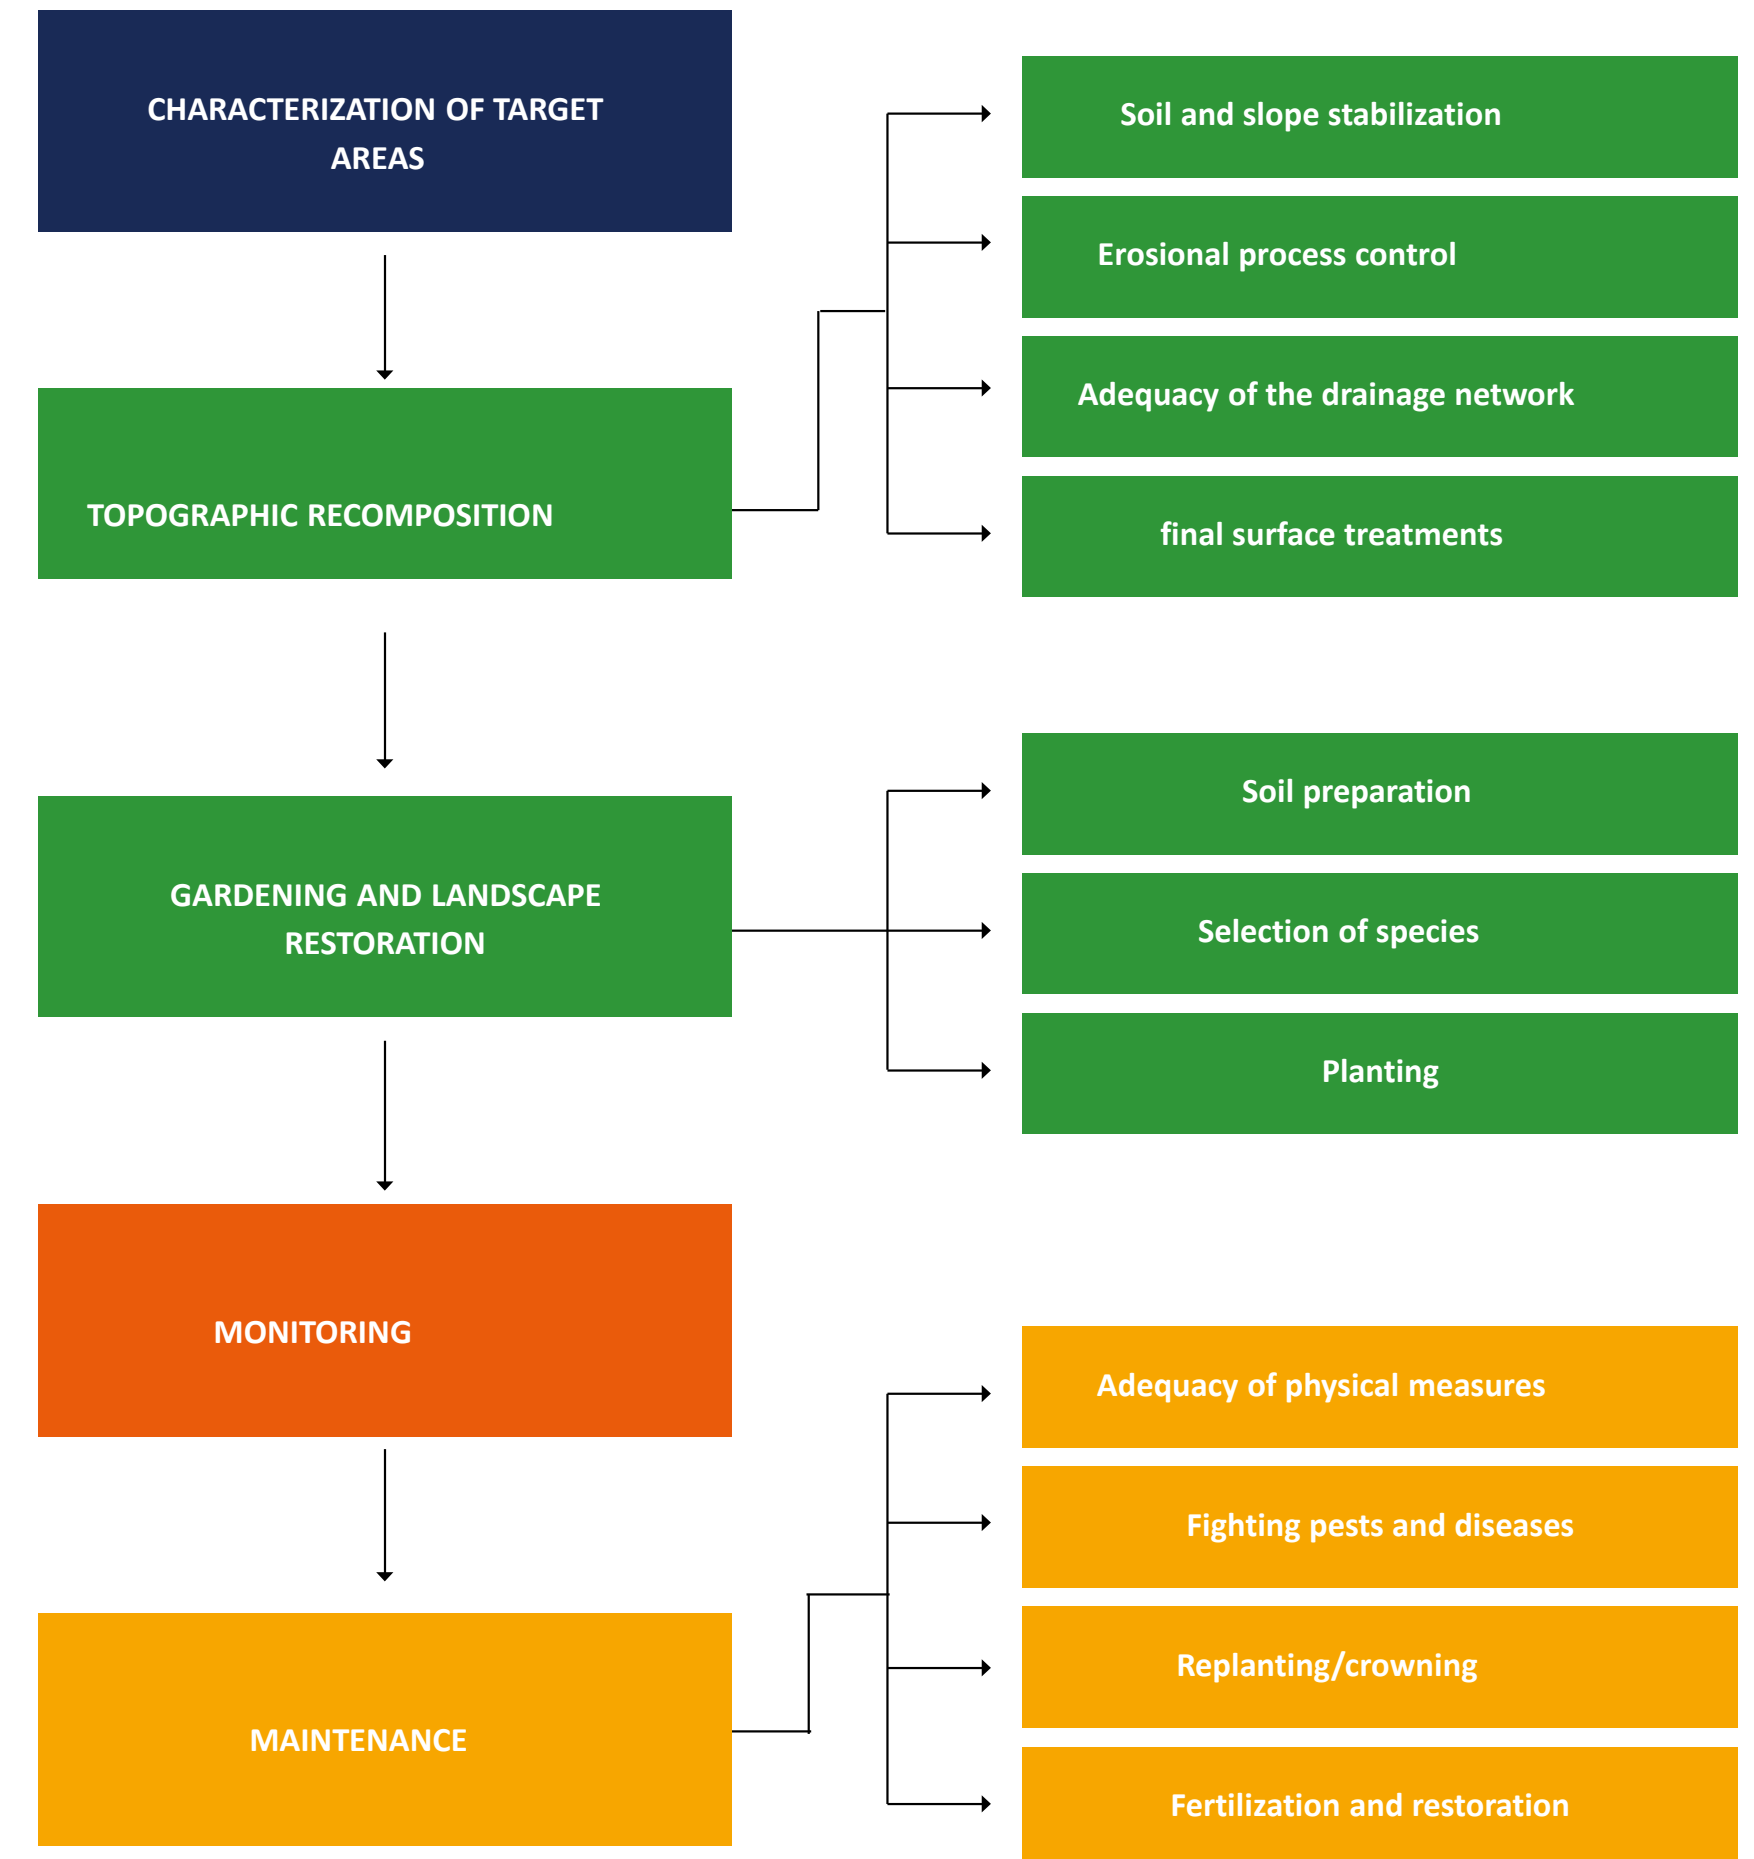 CHARACTERIZATION OF TARGET
AREAS
Soil and slope stabilization
Erosional process control
Adequacy of the drainage network
TOPOGRAPHIC RECOMPOSITION
final surface treatments
Soil preparation
GARDENING AND LANDSCAPE
RESTORATION
Selection of species
Planting
MONITORING
Adequacy of physical measures
Fighting pests and diseases
Replanting/crowning
MAINTENANCE
Fertilization and restoration